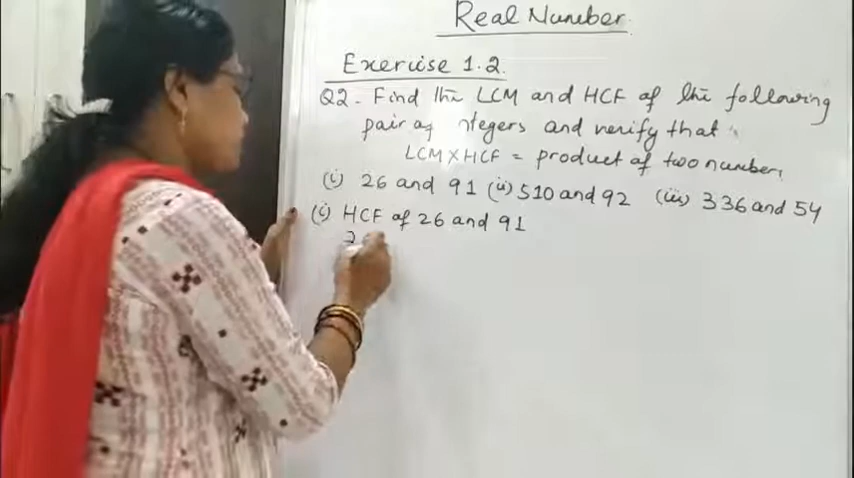 Real Number
Exercise 1.2
Q2. Find the LCM and HCF of the following
pair of ntegers and verify that
LCM X HCF = product of two number,
(i) 26 and 91 (ii) 510 and 92 (iii) 336 and 54
(i) HCF of 26 and 91
2